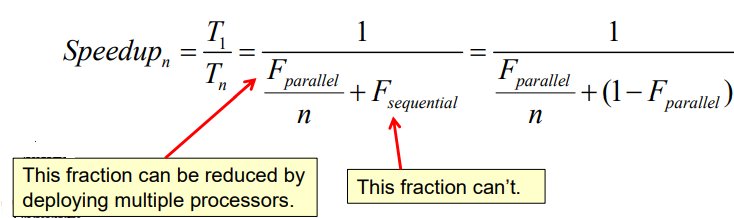 Speedup_n = T_1 / T_n = 1 / (F_parallel / n + F_sequential) = 1 / (F_parallel / n + (1 − F_parallel))
This fraction can be reduced by
deploying multiple processors.
This fraction can't.